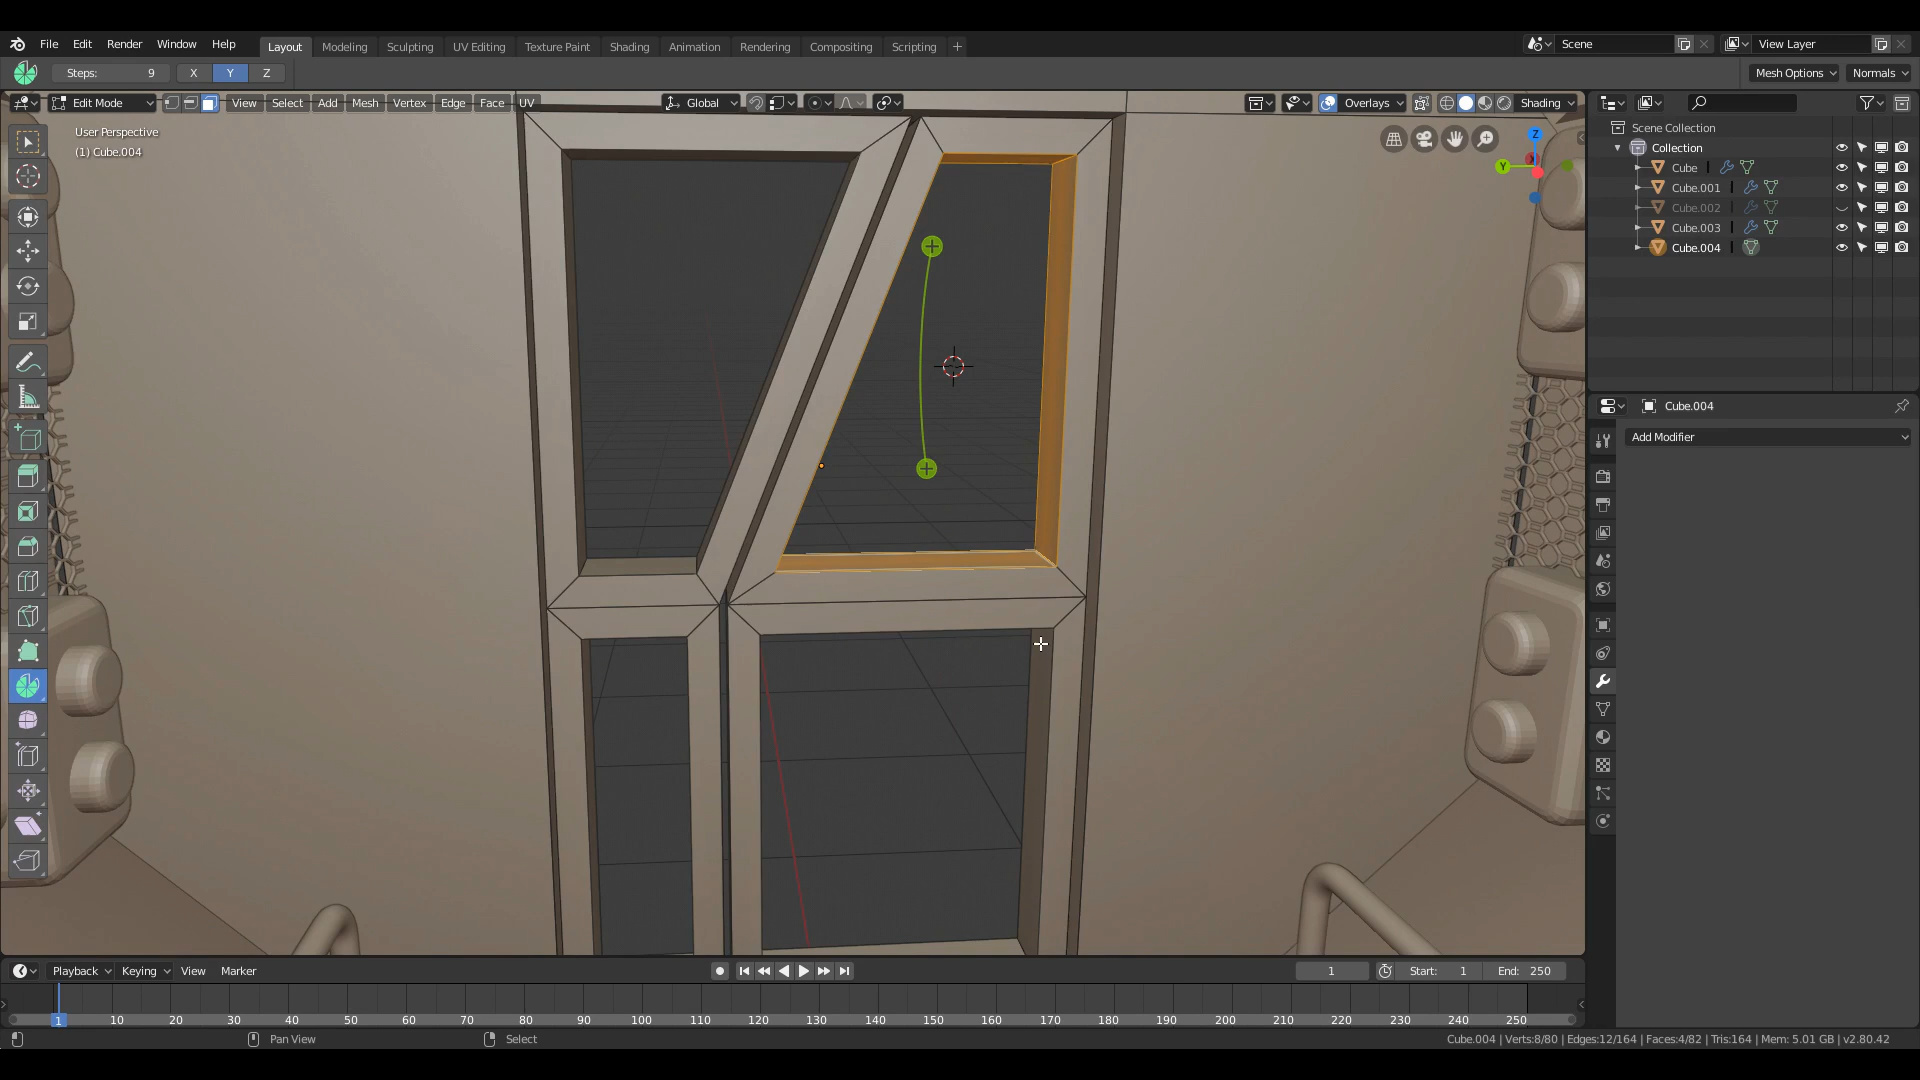 File Edit Render Window Help Layout Modeling Sculpting UV Editing Texture Paint Shading Animation Rendering Compositing Scripting + Scene View Layer
Steps: 9 X Y Z Mesh Options Normals
Edit Mode View Select Add Mesh Vertex Edge Face UV Global Overlays Shading
User Perspective
(1) Cube.004
Z
Y
X
Scene Collection
Collection
Cube
Cube.001
Cube.002
Cube.003
Cube.004
Cube.004
Add Modifier
Playback Keying View Marker 1 Start: 1 End: 250
1 10 20 30 40 50 60 70 80 90 100 110 120 130 140 150 160 170 180 190 200 210 220 230 240 250
Pan View Select Cube.004 | Verts:8/80 | Edges:12/164 | Faces:4/82 | Tris:164 | Mem: 5.01 GB | v2.80.42